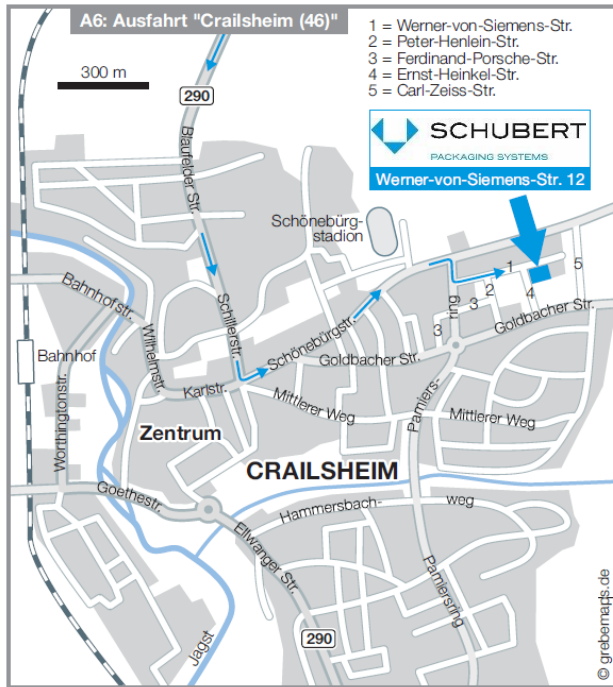 A6: Ausfahrt "Crailsheim (46)"
1 = Werner-von-Siemens-Str.
2 = Peter-Henlein-Str.
3 = Ferdinand-Porsche-Str.
4 = Ernst-Heinkel-Str.
5 = Carl-Zeiss-Str.
300 m
290
SCHUBERT
PACKAGING SYSTEMS
Werner-von-Siemens-Str. 12
Blaufelder Str.
Schönebürg-
stadion
1
5
2
4
3
ring
3
Goldbacher Str.
Bahnhofstr.
Schillerstr.
Schönebürgstr.
Wilhelmstr.
Bahnhof
Goldbacher Str.
Karlstr.
Mittlerer Weg
Pamiers-
Mittlerer Weg
Worthingtonstr.
Zentrum
CRAILSHEIM
Goethestr.
Hammersbach-
weg
Ellwanger Str.
Pamiersring
290
Jagst
© grebemaps.de